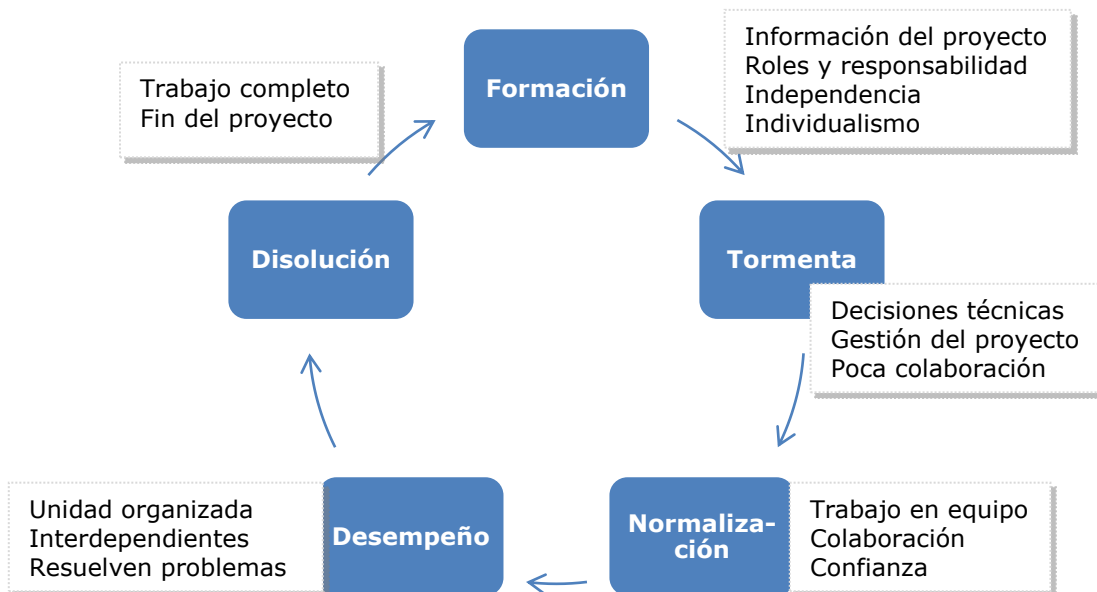 Formación
Información del proyecto
Roles y responsabilidad
Independencia
Individualismo
Tormenta
Decisiones técnicas
Gestión del proyecto
Poca colaboración
Normaliza-
ción
Trabajo en equipo
Colaboración
Confianza
Desempeño
Unidad organizada
Interdependientes
Resuelven problemas
Disolución
Trabajo completo
Fin del proyecto